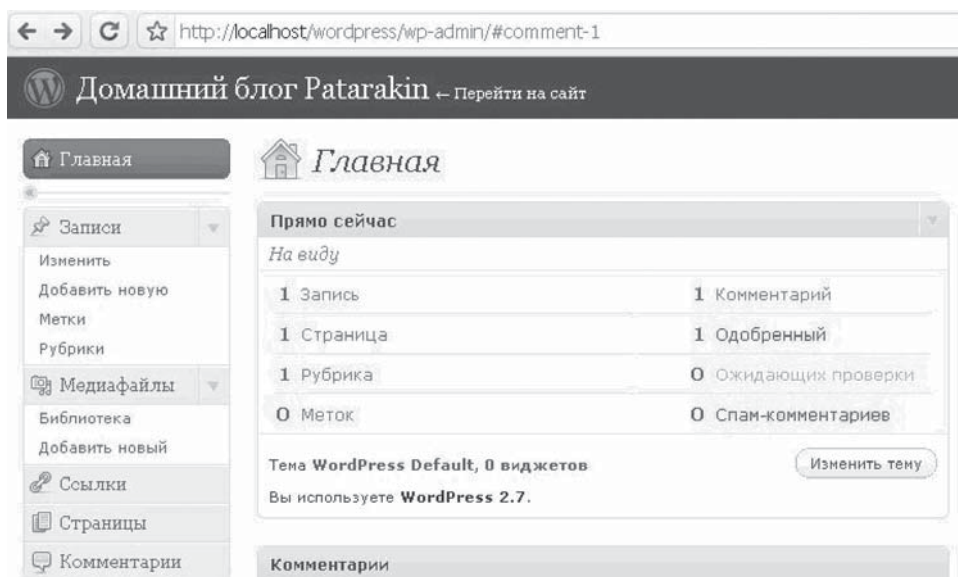 http://localhost/wordpress/wp-admin/#comment-1
Домашний блог Patarakin ← Перейти на сайт
Главная
Записи
Изменить
Добавить новую
Метки
Рубрики
Медиафайлы
Библиотека
Добавить новый
Ссылки
Страницы
Комментарии
Главная
Прямо сейчас
На виду
1 Запись
1 Комментарий
1 Страница
1 Одобренный
1 Рубрика
0 Ожидающих проверки
0 Меток
0 Спам-комментариев
Тема WordPress Default, 0 виджетов
Изменить тему
Вы используете WordPress 2.7.
Комментарии